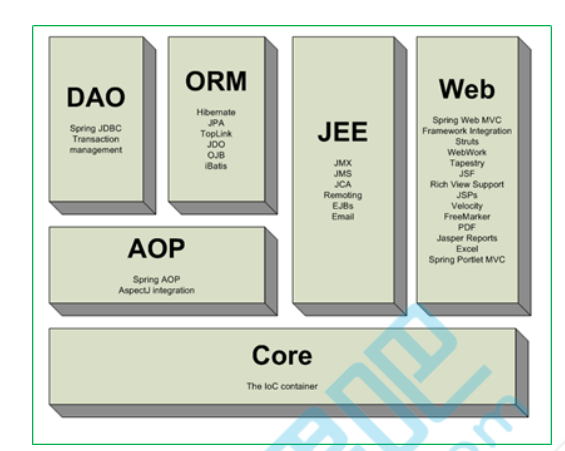 DAO
Spring JDBC
Transaction
management
ORM
Hibernate
JPA
TopLink
JDO
OJB
iBatis
JEE
JMX
JMS
JCA
Remoting
EJBs
Email
Web
Spring Web MVC
Framework Integration
Struts
WebWork
Tapestry
JSF
Rich View Support
JSPs
Velocity
FreeMarker
PDF
Jasper Reports
Excel
Spring Portlet MVC
AOP
Spring AOP
AspectJ integration
Core
The IoC container